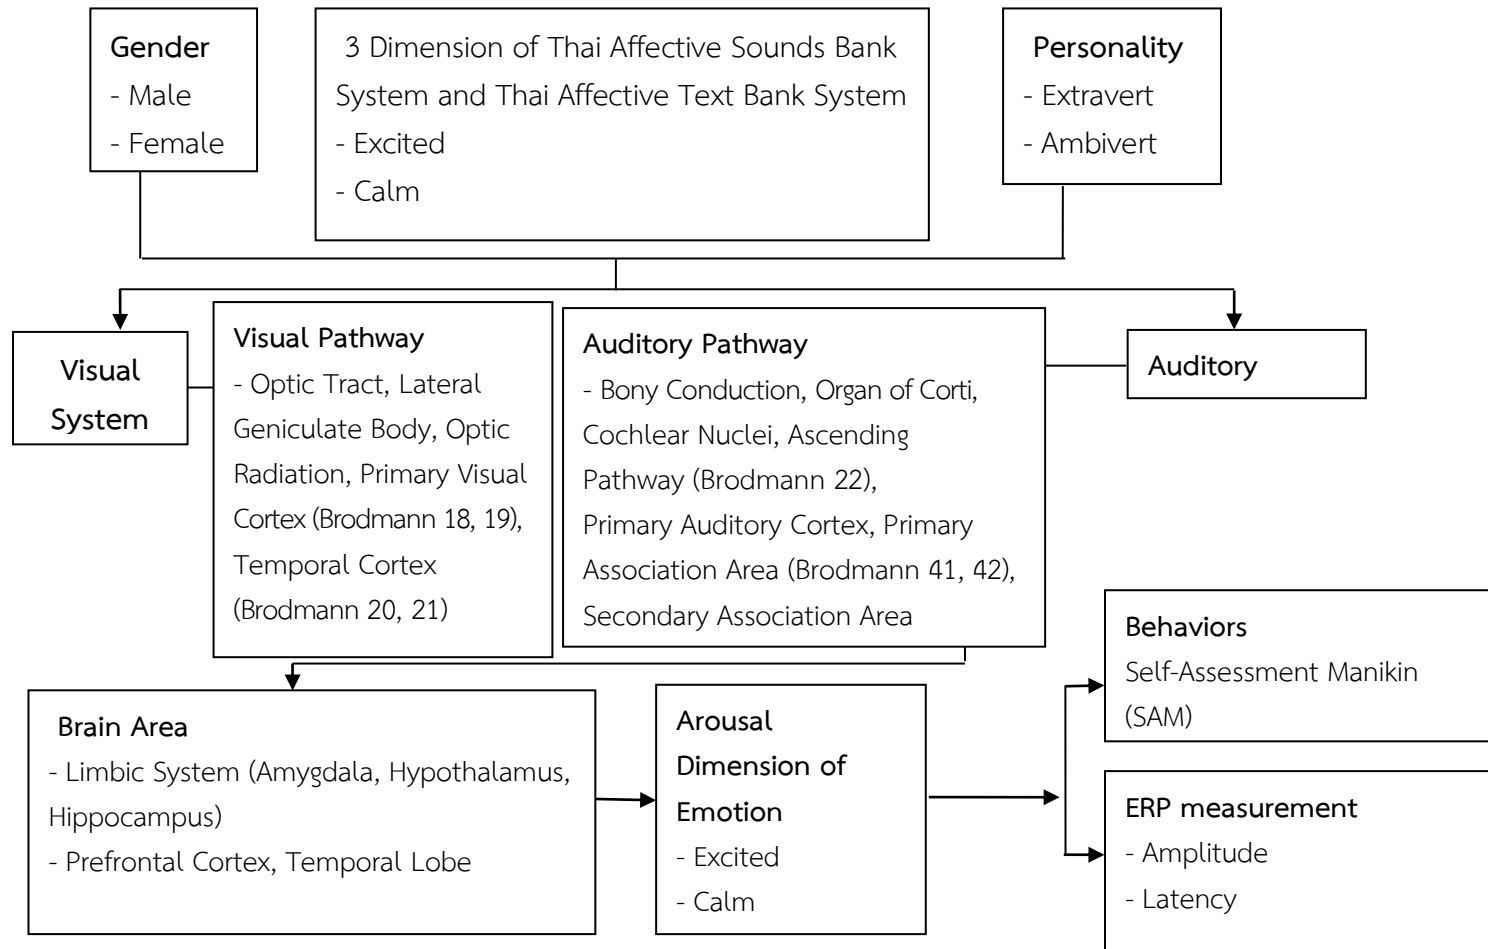 Gender
- Male
- Female
3 Dimension of Thai Affective Sounds Bank
System and Thai Affective Text Bank System
- Excited
- Calm
Personality
- Extravert
- Ambivert
Visual
System
Visual Pathway
- Optic Tract, Lateral
Geniculate Body, Optic
Radiation, Primary Visual
Cortex (Brodmann 18, 19),
Temporal Cortex
(Brodmann 20, 21)
Auditory Pathway
- Bony Conduction, Organ of Corti,
Cochlear Nuclei, Ascending
Pathway (Brodmann 22),
Primary Auditory Cortex, Primary
Association Area (Brodmann 41, 42),
Secondary Association Area
Auditory
Brain Area
- Limbic System (Amygdala, Hypothalamus,
Hippocampus)
- Prefrontal Cortex, Temporal Lobe
Arousal
Dimension of
Emotion
- Excited
- Calm
Behaviors
Self-Assessment Manikin
(SAM)
ERP measurement
- Amplitude
- Latency